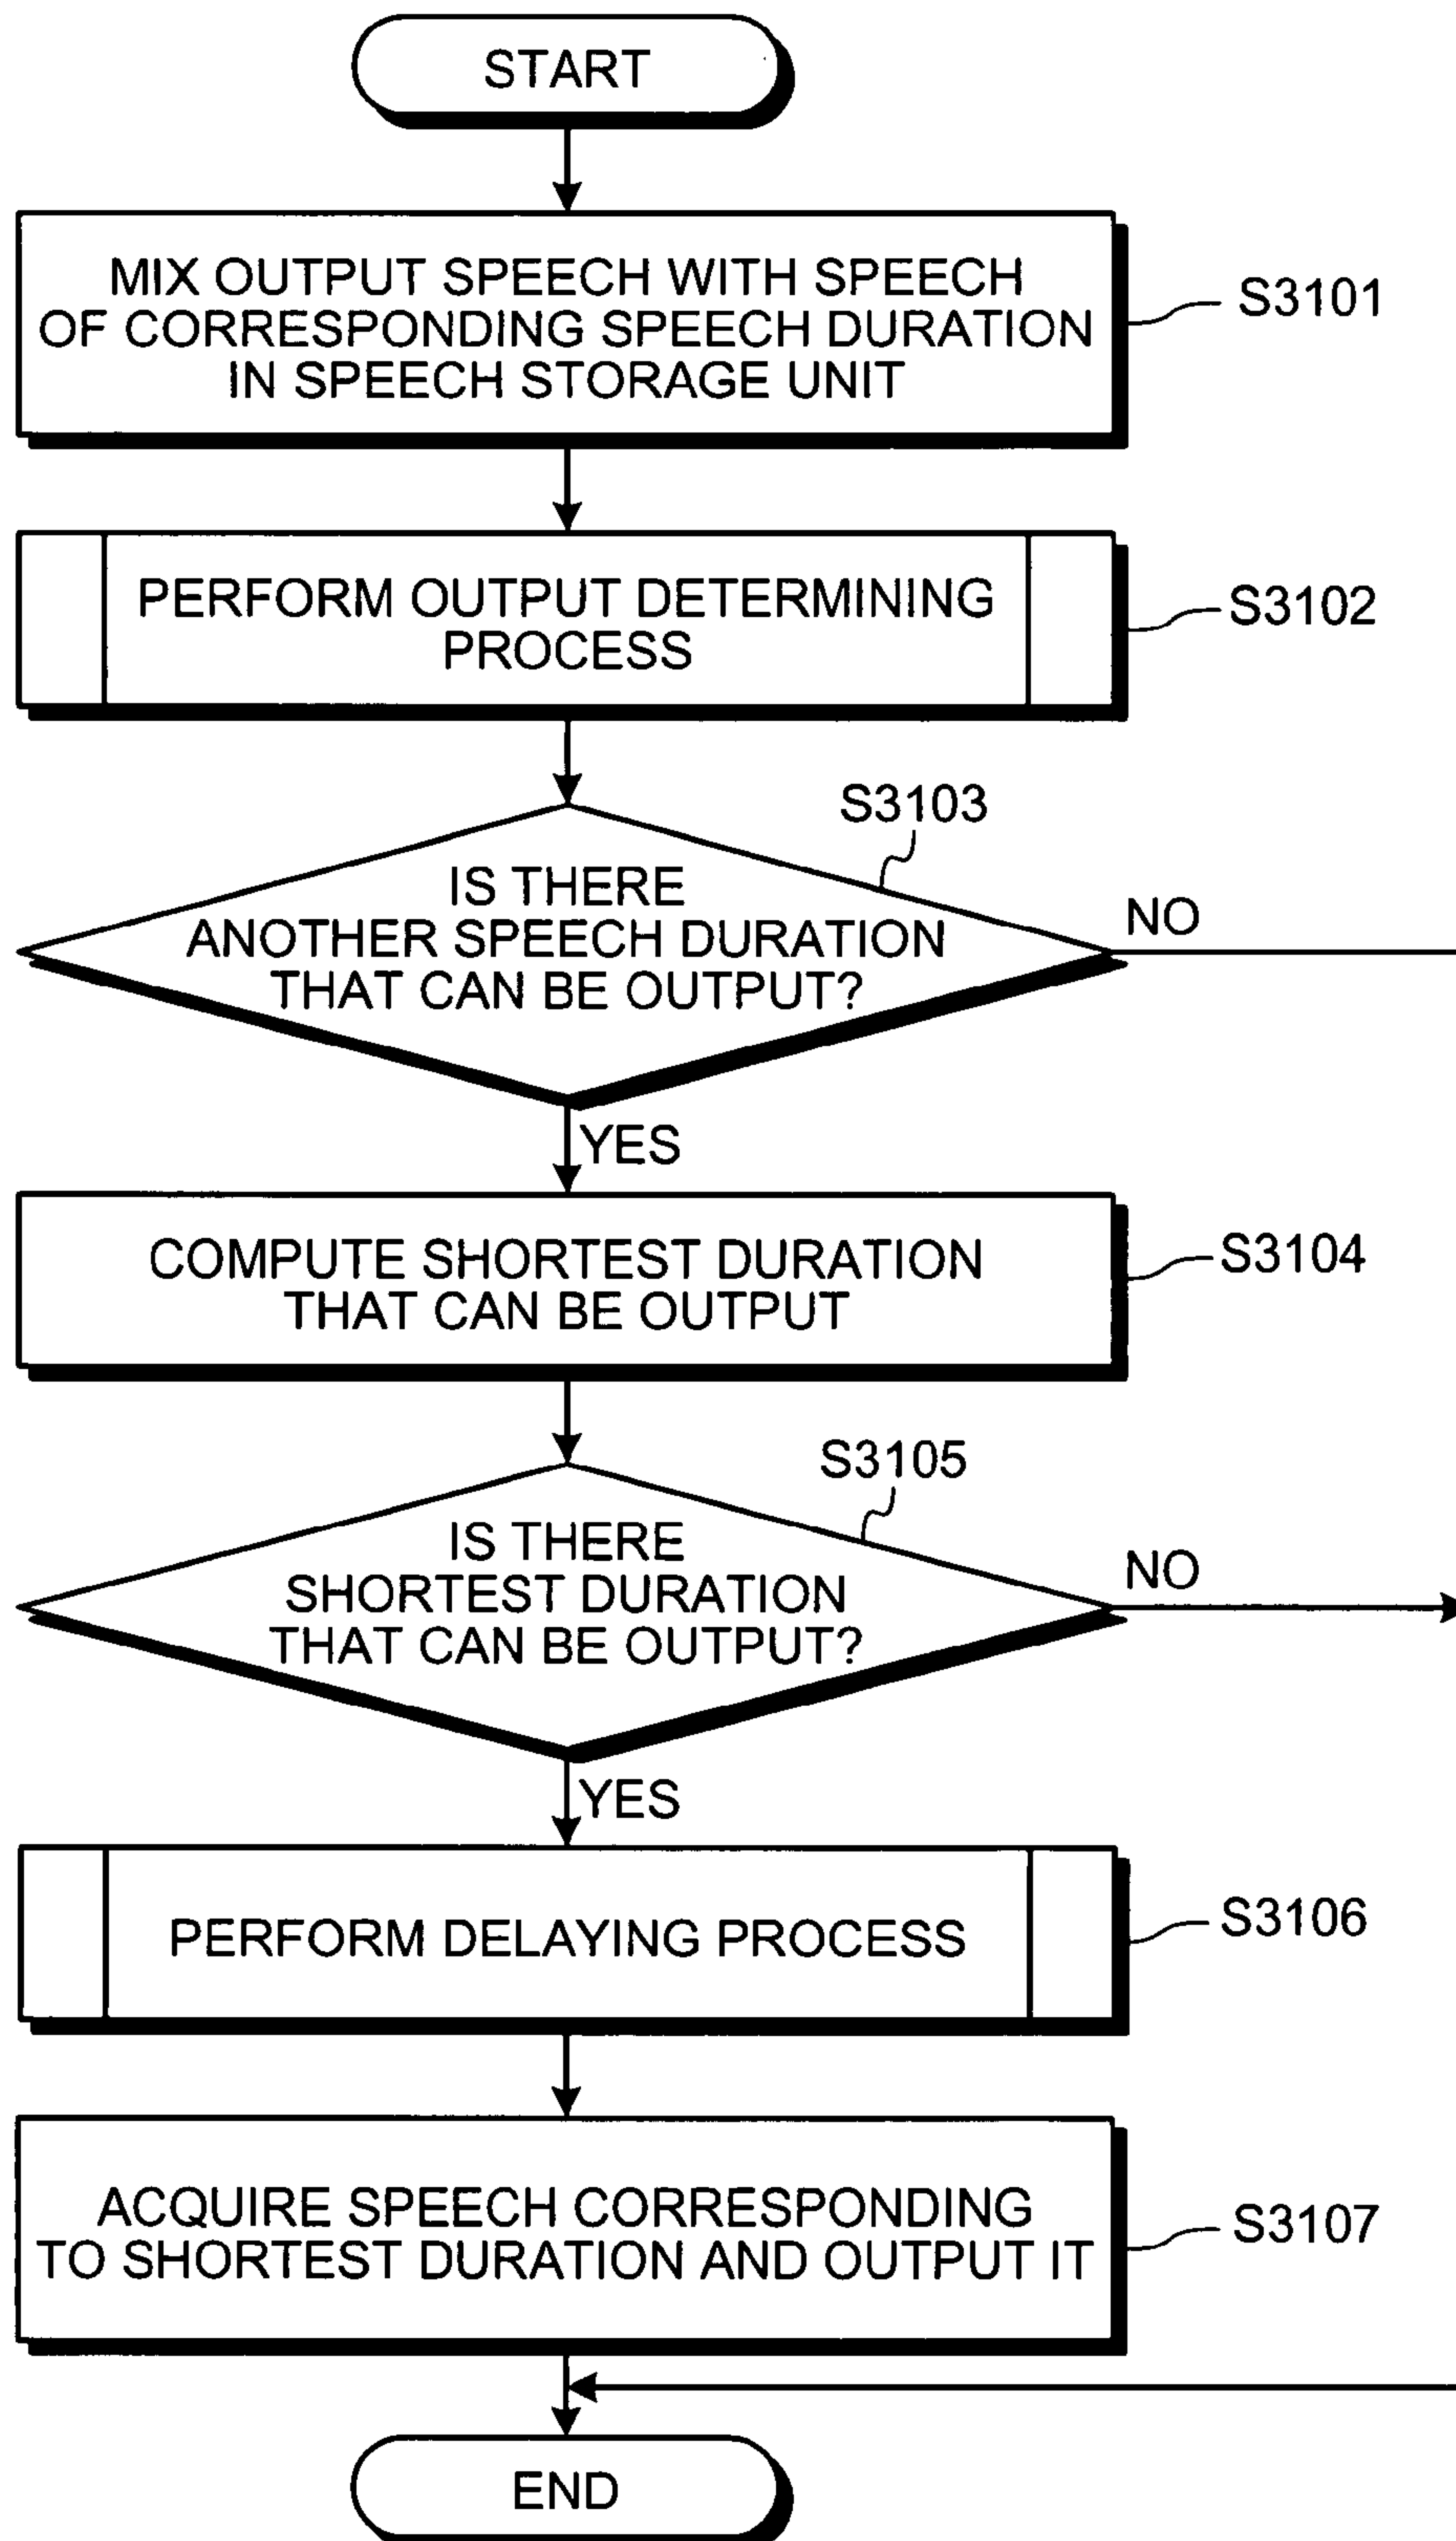 START
MIX OUTPUT SPEECH WITH SPEECH
OF CORRESPONDING SPEECH DURATION
IN SPEECH STORAGE UNIT
S3101
PERFORM OUTPUT DETERMINING
PROCESS
S3102
S3103
IS THERE
ANOTHER SPEECH DURATION
THAT CAN BE OUTPUT?
NO
YES
COMPUTE SHORTEST DURATION
THAT CAN BE OUTPUT
S3104
S3105
IS THERE
SHORTEST DURATION
THAT CAN BE OUTPUT?
NO
YES
PERFORM DELAYING PROCESS
S3106
ACQUIRE SPEECH CORRESPONDING
TO SHORTEST DURATION AND OUTPUT IT
S3107
END